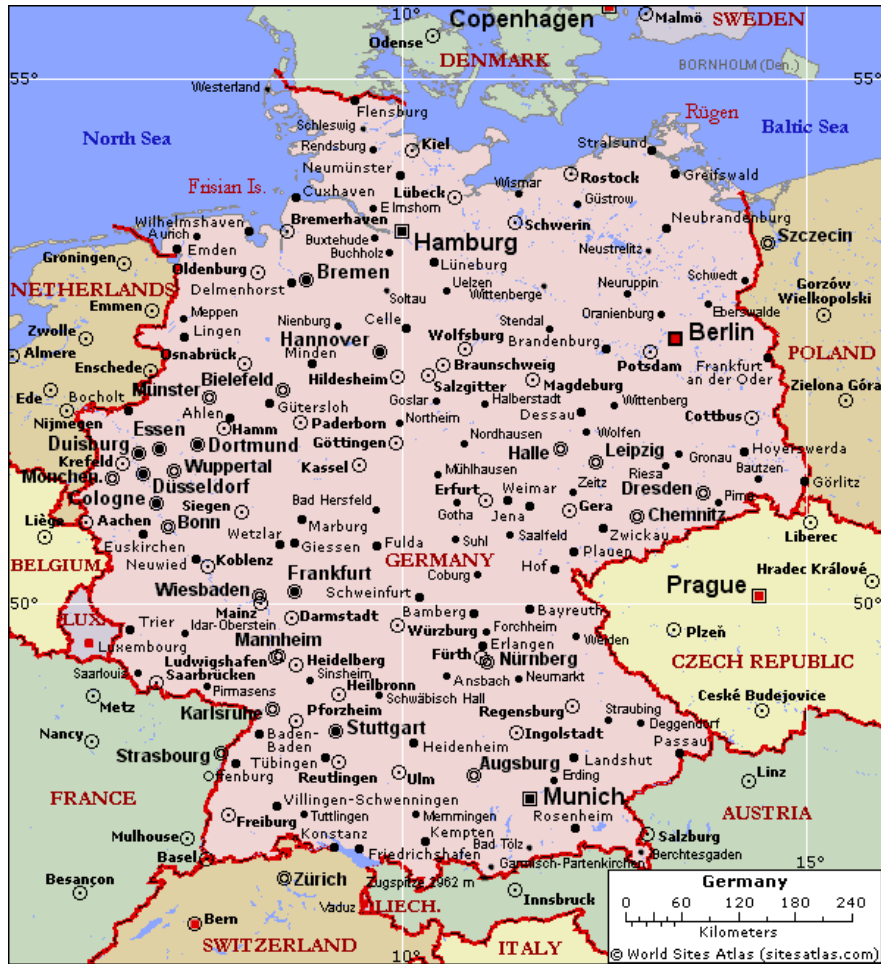 10°
Copenhagen
Malmö
SWEDEN
Odense
DENMARK
BORNHOLM (Den.)
55°
55°
Westerland
Flensburg
Rügen
North Sea
Schleswig
Baltic Sea
Rendsburg
Kiel
Stralsund
Neumünster
Greifswald
Frisian Is.
Cuxhaven
Lübeck
Wismar
Rostock
Elmshorn
Güstrow
Wilhelmshaven
Bremerhaven
Schwerin
Neubrandenburg
Aurich
Emden
Buxtehude
Hamburg
Szczecin
Groningen
Buchholz
Neustrelitz
Oldenburg
Bremen
Lüneburg
Schwedt
NETHERLANDS
Delmenhorst
Uelzen
Wittenberge
Neuruppin
Gorzów
Wielkopolski
Emmen
Meppen
Soltau
Oranienburg
Eberswalde
Zwolle
Lingen
Nienburg
Celle
Stendal
Berlin
Almere
Osnabrück
Hannover
Wolfsburg
Brandenburg
POLAND
Enschede
Minden
Braunschweig
Potsdam
Frankfurt
an der Oder
Ede
Bocholt
Münster
Bielefeld
Hildesheim
Salzgitter
Magdeburg
Zielona Góra
Nijmegen
Ahlen
Gütersloh
Goslar
Halberstadt
Wittenberg
Dessau
Cottbus
Essen
Hamm
Paderborn
Northeim
Duisburg
Dortmund
Göttingen
Nordhausen
Wolfen
Hoyerswerda
Krefeld
Wuppertal
Kassel
Halle
Leipzig
Gronau
Mönchen.
Düsseldorf
Mühlhausen
Riesa
Bautzen
Cologne
Siegen
Bad Hersfeld
Erfurt
Weimar
Zeitz
Dresden
Görlitz
Liège
Aachen
Bonn
Marburg
Gotha
Jena
Gera
Chemnitz
Pirna
Wetzlar
Liberec
Euskirchen
Giessen
Fulda
Suhl
Saalfeld
Zwickau
BELGIUM
Neuwied
Koblenz
GERMANY
Plauen
Hradec Králové
Wiesbaden
Frankfurt
Coburg
Hof
Prague
Schweinfurt
50°
50°
Mainz
LUX.
Darmstadt
Bamberg
Bayreuth
Trier
Idar-Oberstein
Würzburg
Forchheim
Luxembourg
Mannheim
Erlangen
Weiden
Plzeň
Ludwigshafen
Heidelberg
Fürth
Nürnberg
CZECH REPUBLIC
Saarlouis
Saarbrücken
Sinsheim
Ansbach
Neumarkt
Metz
Pirmasens
Heilbronn
Schwäbisch Hall
Ceské Budejovice
Karlsruhe
Pforzheim
Regensburg
Straubing
Nancy
Baden-
Baden
Stuttgart
Ingolstadt
Deggendorf
Strasbourg
Heidenheim
Passau
Offenburg
Tübingen
Landshut
Reutlingen
Ulm
Augsburg
Erding
Linz
FRANCE
Villingen-Schwenningen
Munich
AUSTRIA
Freiburg
Tuttlingen
Memmingen
Rosenheim
Mulhouse
Konstanz
Kempten
Salzburg
Basel
Friedrichshafen
Bad Tölz
Berchtesgaden
15°
Garmisch-Partenkirchen
Besançon
Zürich
Zugspitze 2962 m
Innsbruck
Vaduz
LIECH.
Bern
SWITZERLAND
ITALY
10°
Germany
0 60 120 180 240
Kilometers
© World Sites Atlas (sitesatlas.com)